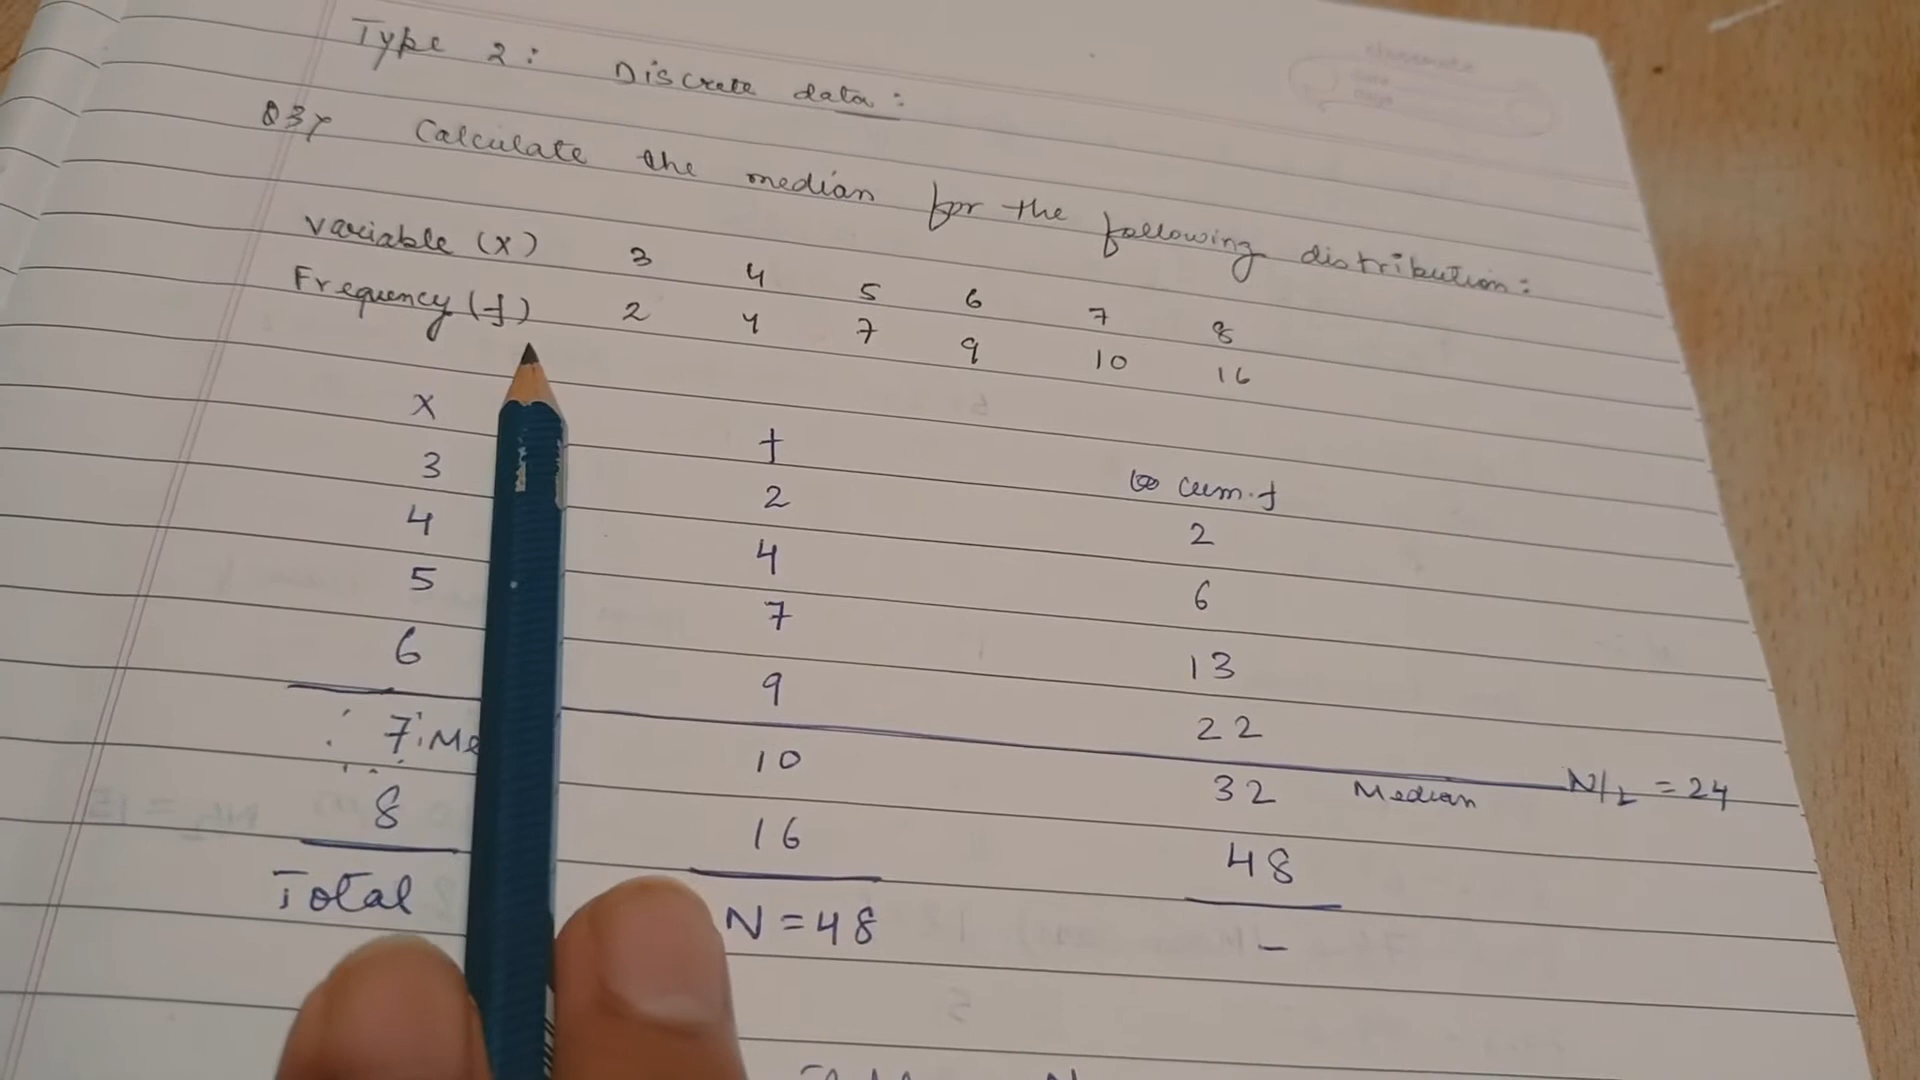 Type 2: Discrete data:
Q3) Calculate the median for the following distribution:
Variable (x) 3 4 5 6 7 8
Frequency (f) 2 4 7 9 10 16
x f cum.f
3 2 2
4 4 6
5 7 13
6 9 22
7 10 32 Median N/2 = 24
8 16 48
Total N = 48 -